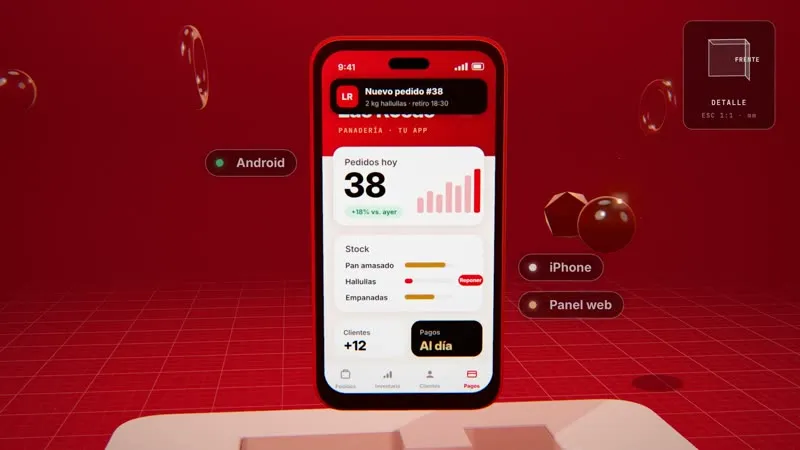 9:41
LR
Nuevo pedido #38
2 kg hallullas · retiro 18:30
PANADERÍA · TU APP
Pedidos hoy
38
+18% vs. ayer
Stock
Pan amasado
Hallullas
Reponer
Empanadas
Clientes
+12
Pagos
Al día
Inventario
Clientes
Pagos
Android
iPhone
Panel web
FRENTE
DETALLE
ESC 1:1 · mm